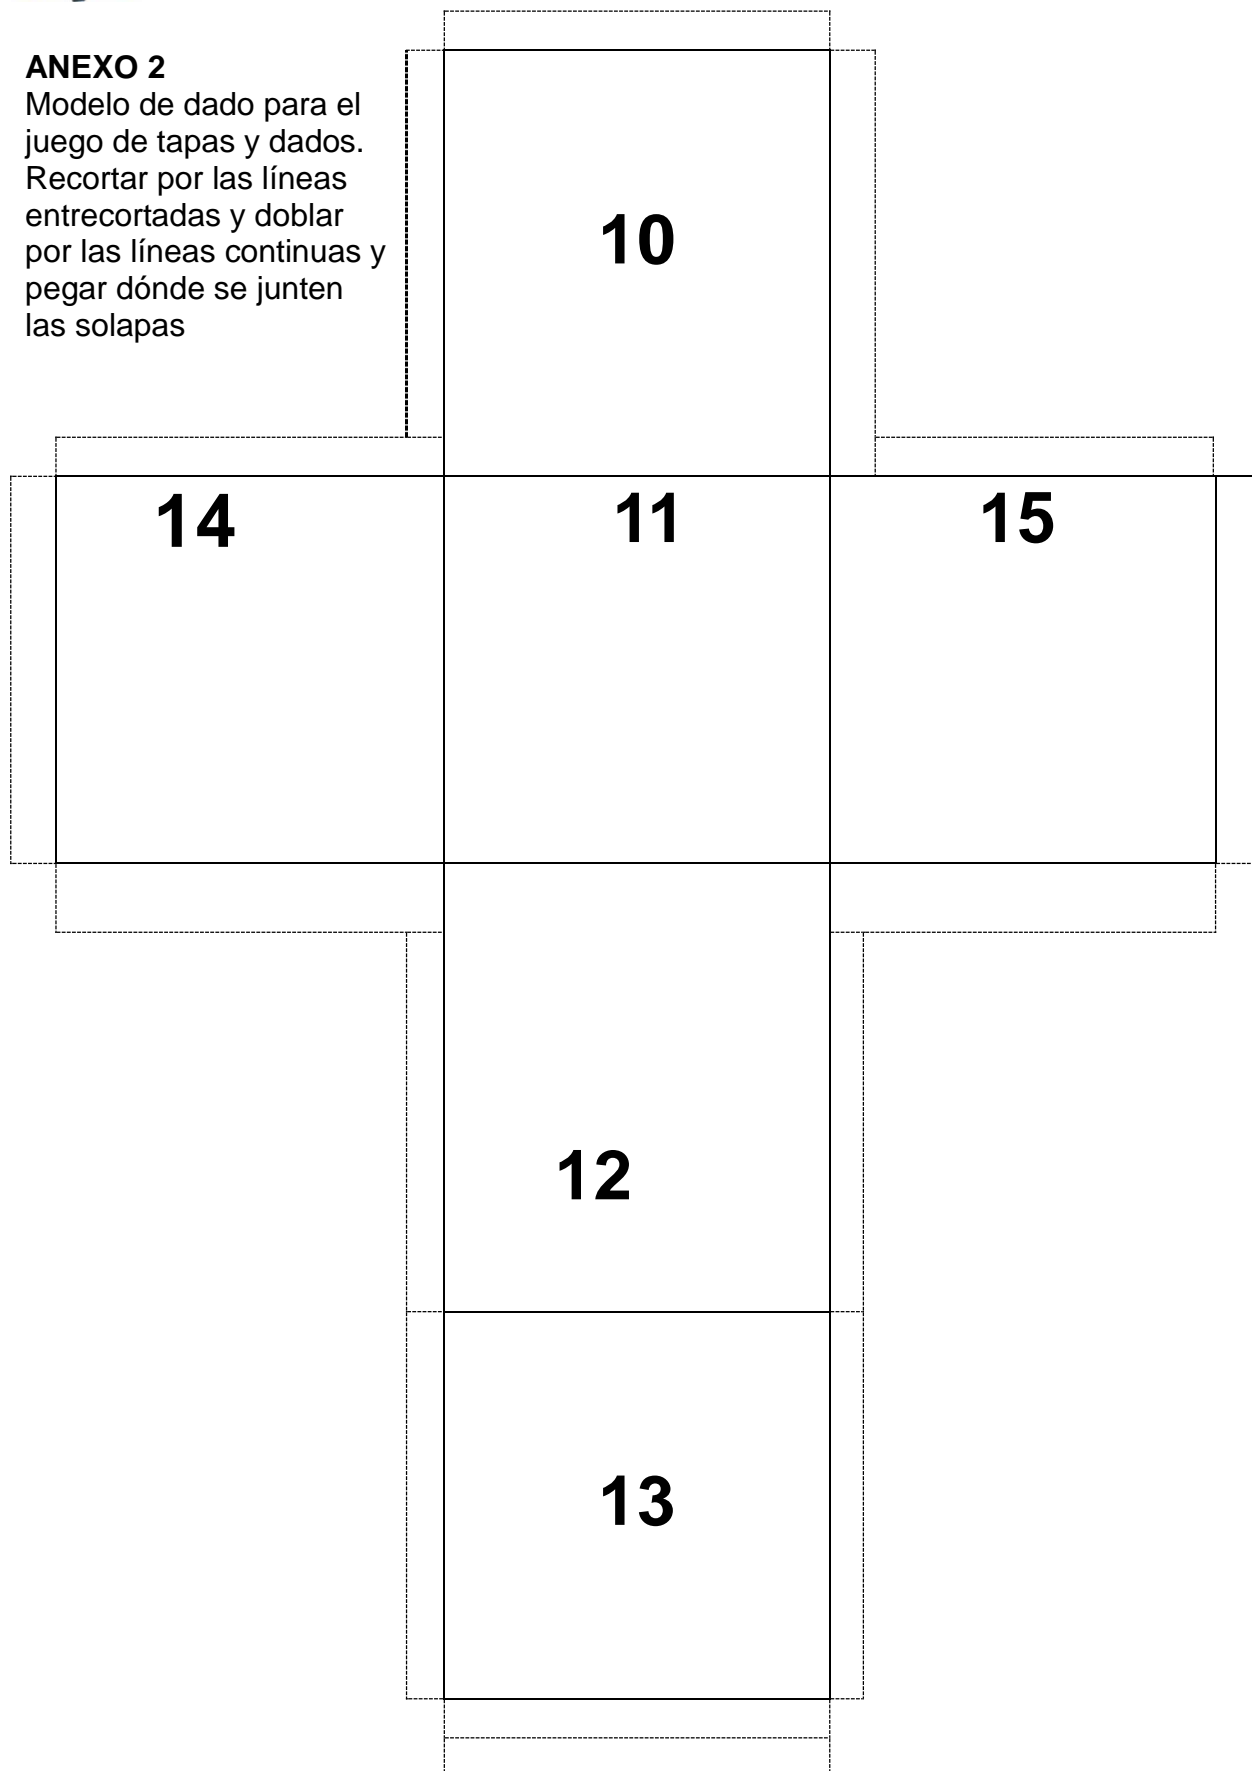 ANEXO 2
Modelo de dado para el
juego de tapas y dados.
Recortar por las líneas
entrecortadas y doblar
por las líneas continuas y
pegar dónde se junten
las solapas
10
14 11 15
12
13